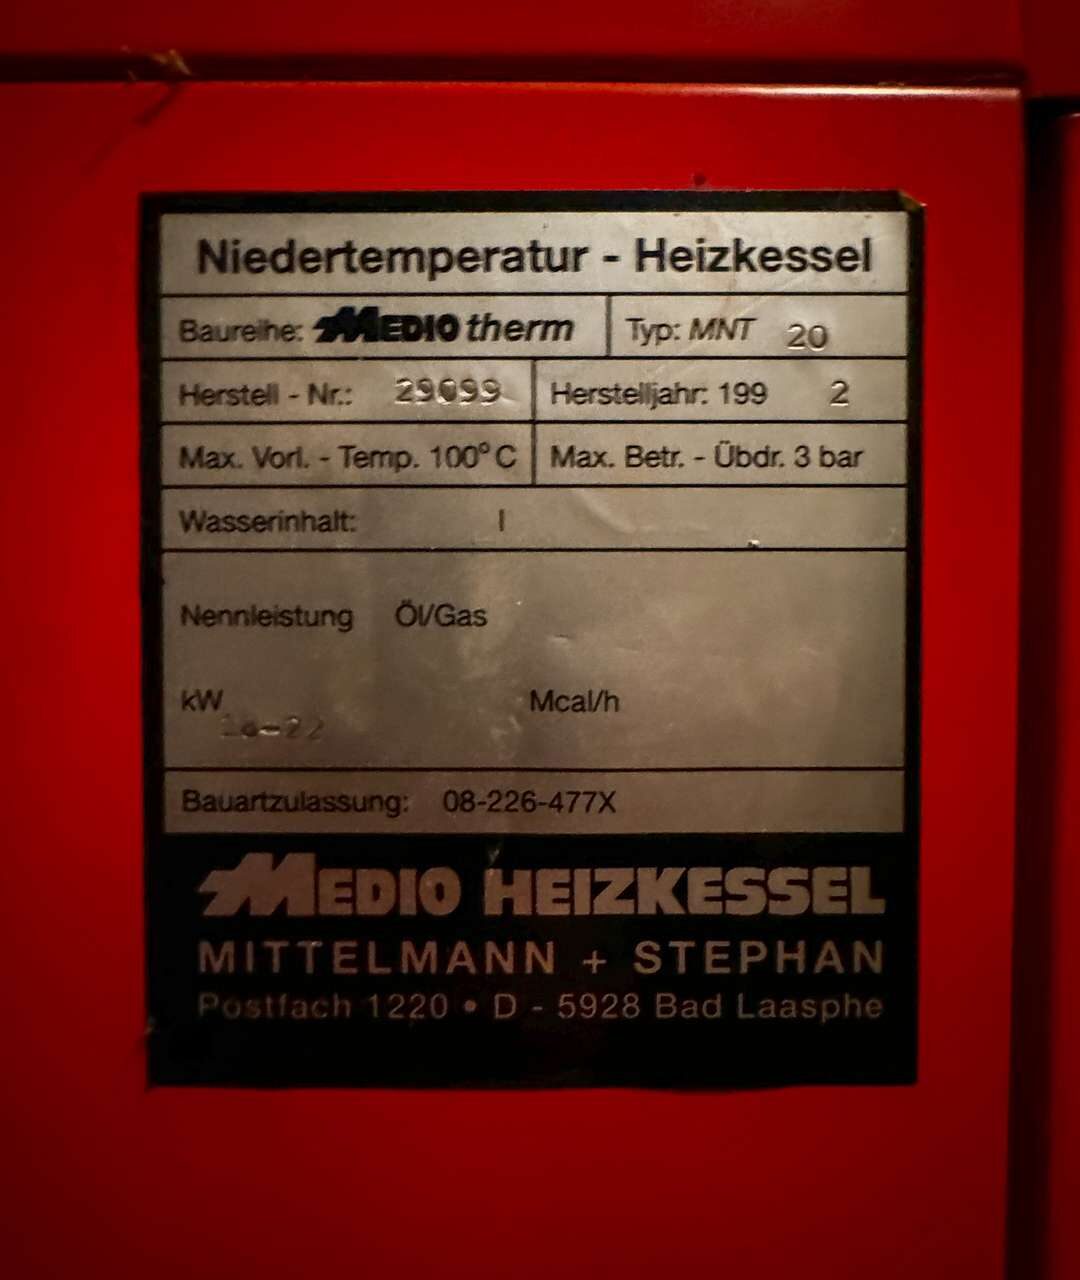 Niedertemperatur - Heizkessel
Baureihe: MEDIO therm Typ: MNT 20
Herstell - Nr.: 29099 Herstelljahr: 199 2
Max. Vorl. - Temp. 100° C Max. Betr. - Übdr. 3 bar
Wasserinhalt: l
Nennleistung Öl/Gas
kW Mcal/h
Bauartzulassung: 08-226-477X
MEDIO HEIZKESSEL
MITTELMANN + STEPHAN
Postfach 1220 • D - 5928 Bad Laasphe